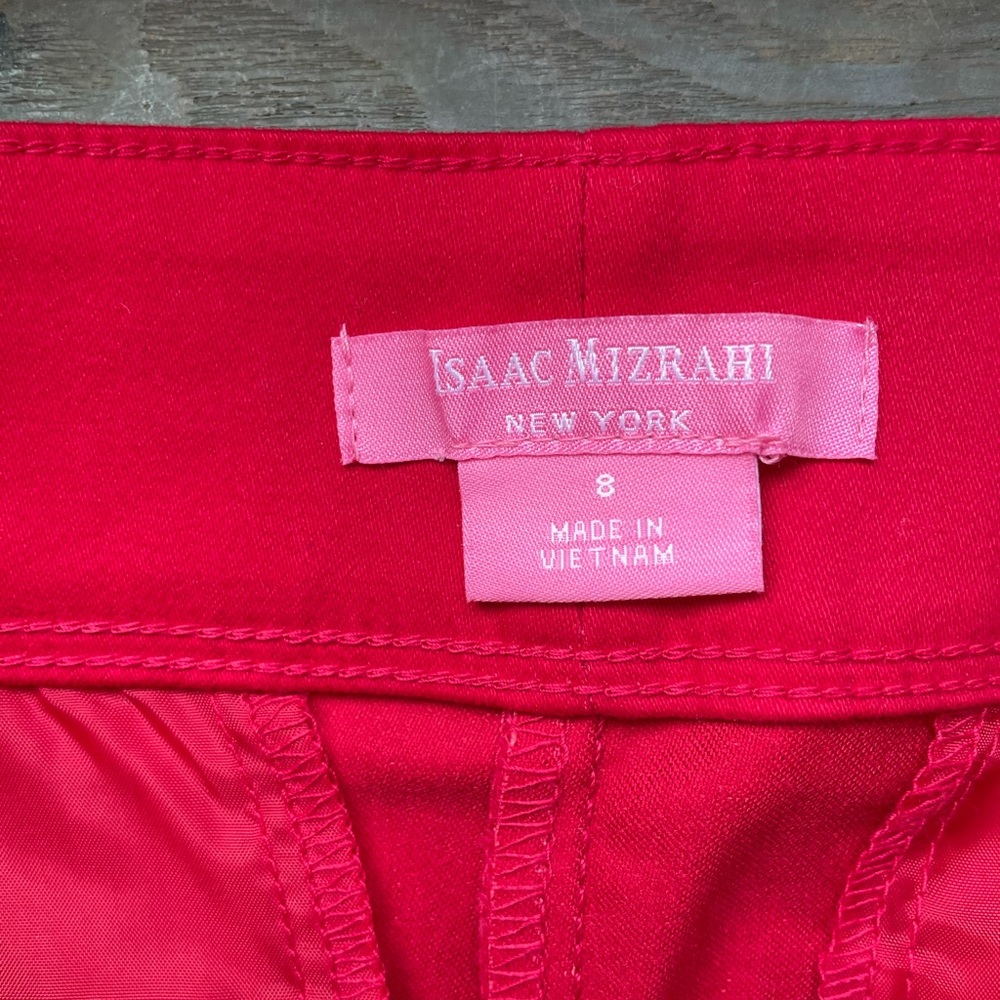 ISAAC MIZRAHI
NEW YORK
8
MADE IN
VIETNAM